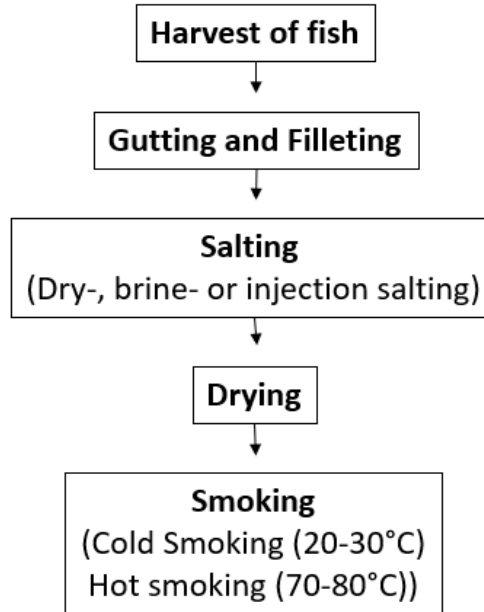 Harvest of fish
Gutting and Filleting
Salting
(Dry-, brine- or injection salting)
Drying
Smoking
(Cold Smoking (20-30°C)
Hot smoking (70-80°C))